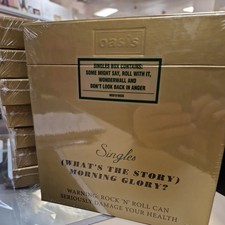 oasis
SINGLES BOX CONTAINS:
SOME MIGHT SAY, ROLL WITH IT,
WONDERWALL AND
DON'T LOOK BACK IN ANGER
Singles
(WHAT'S THE STORY)
MORNING GLORY?
WARNING: ROCK 'N' ROLL CAN
SERIOUSLY DAMAGE YOUR HEALTH